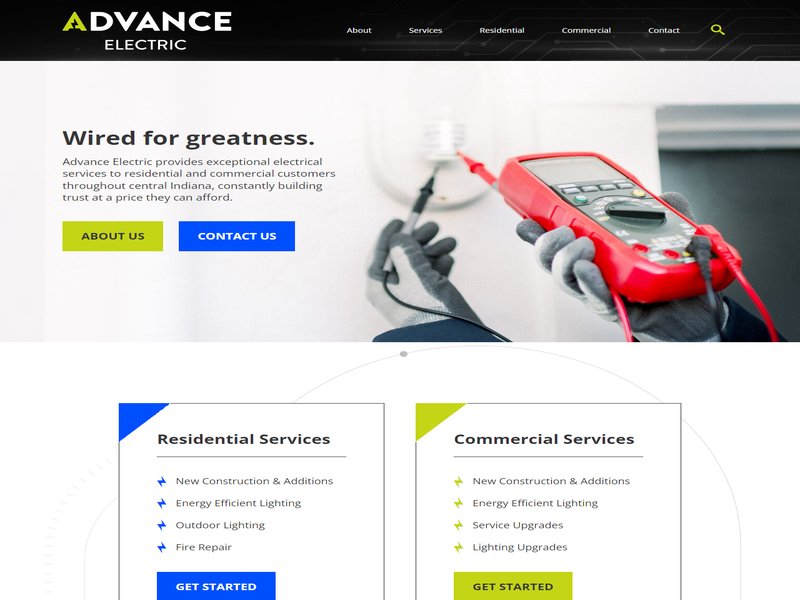 ADVANCE
ELECTRIC
About
Services
Residential
Commercial
Contact
Wired for greatness.
Advance Electric provides exceptional electrical
services to residential and commercial customers
throughout central Indiana, constantly building
trust at a price they can afford.
ABOUT US
CONTACT US
Residential Services
New Construction & Additions
Energy Efficient Lighting
Outdoor Lighting
Fire Repair
GET STARTED
Commercial Services
New Construction & Additions
Energy Efficient Lighting
Service Upgrades
Lighting Upgrades
GET STARTED